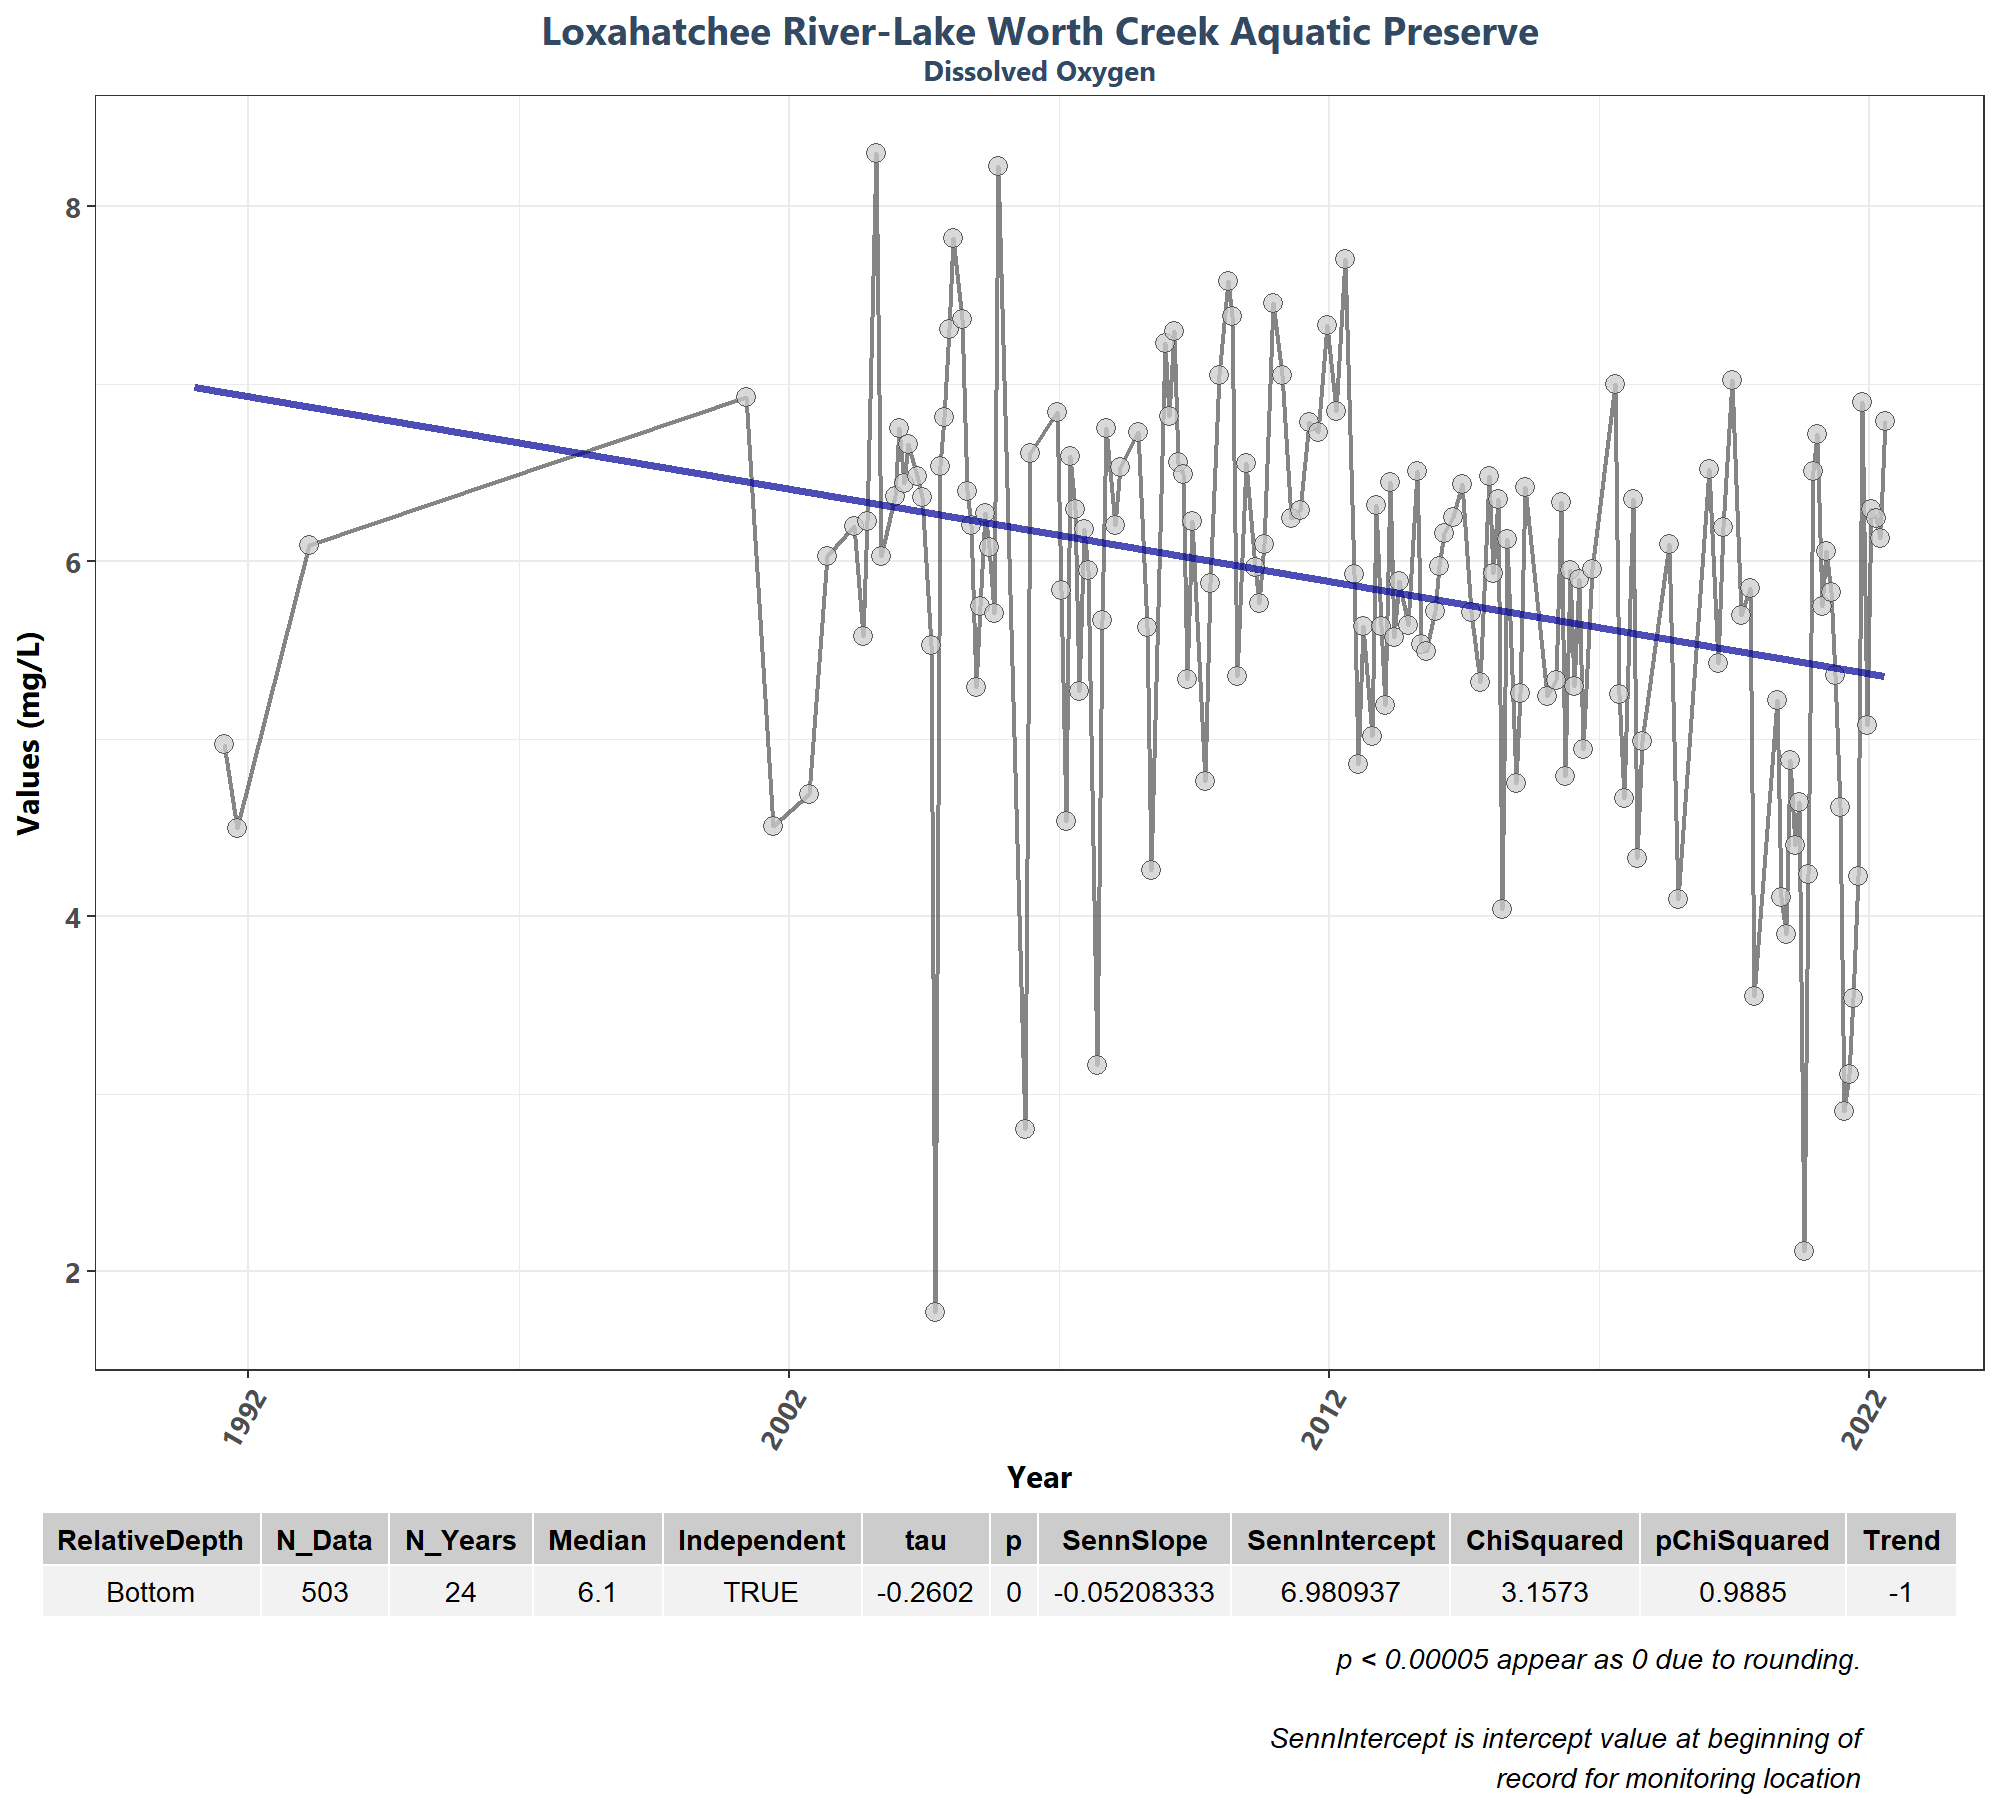 Loxahatchee River-Lake Worth Creek Aquatic Preserve
Dissolved Oxygen
Values (mg/L)
8
6
4
2
1992
2002
2012
2022
Year
RelativeDepth N_Data N_Years Median Independent tau p SennSlope SennIntercept ChiSquared pChiSquared Trend
Bottom 503 24 6.1 TRUE -0.2602 0 -0.05208333 6.980937 3.1573 0.9885 -1
p < 0.00005 appear as 0 due to rounding.
SennIntercept is intercept value at beginning of
record for monitoring location